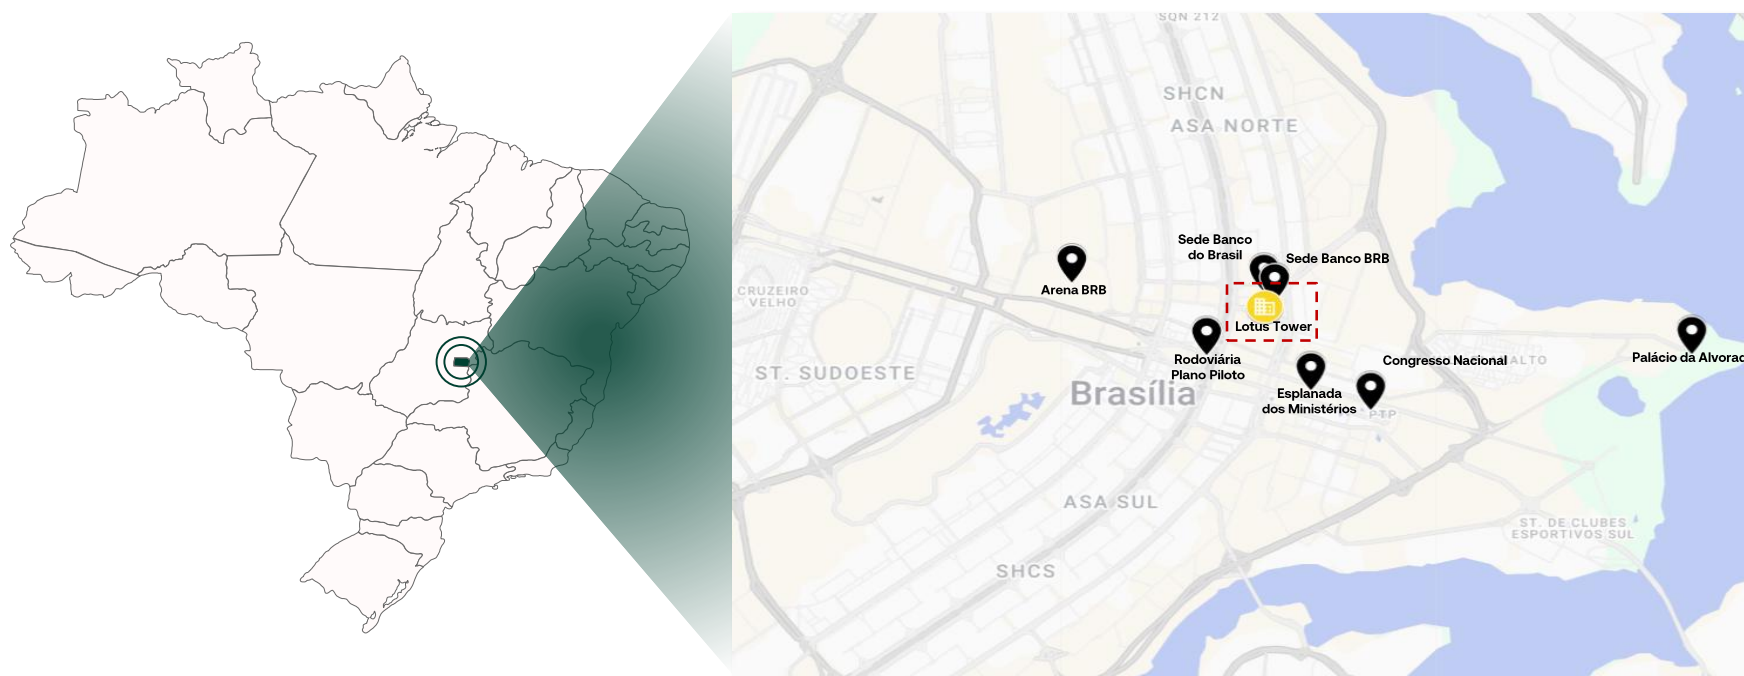 SQN 212
SHCN
ASA NORTE
Sede Banco
do Brasil
Sede Banco BRB
Arena BRB
CRUZEIRO
VELHO
Lotus Tower
Rodoviária
Plano Piloto
Congresso Nacional
ALTO
Palácio da Alvorad
ST. SUDOESTE
Brasília
Esplanada
dos Ministérios
PTP
ASA SUL
ST. DE CLUBES
ESPORTIVOS SUL
SHCS